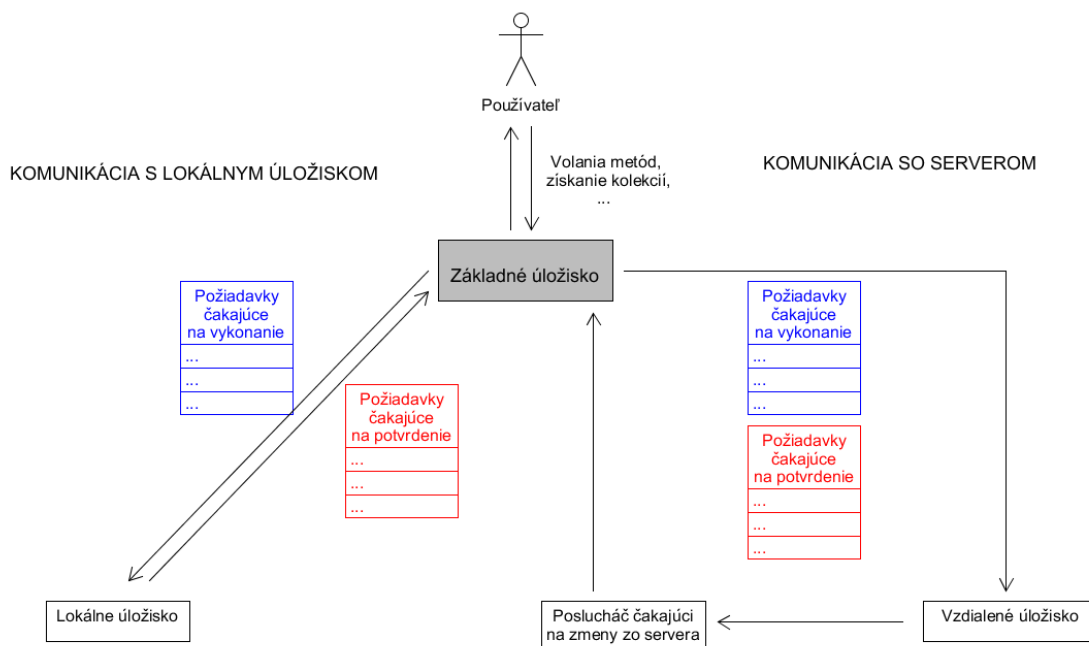 Používateľ
KOMUNIKÁCIA S LOKÁLNYM ÚLOŽISKOM
Volania metód,
získanie kolekcií,
...
KOMUNIKÁCIA SO SERVEROM
Základné úložisko
Požiadavky
čakajúce
na vykonanie
...
...
...
Požiadavky
čakajúce
na potvrdenie
...
...
...
Požiadavky
čakajúce
na vykonanie
...
...
...
Požiadavky
čakajúce
na potvrdenie
...
...
...
Lokálne úložisko
Poslucháč čakajúci
na zmeny zo servera
Vzdialené úložisko